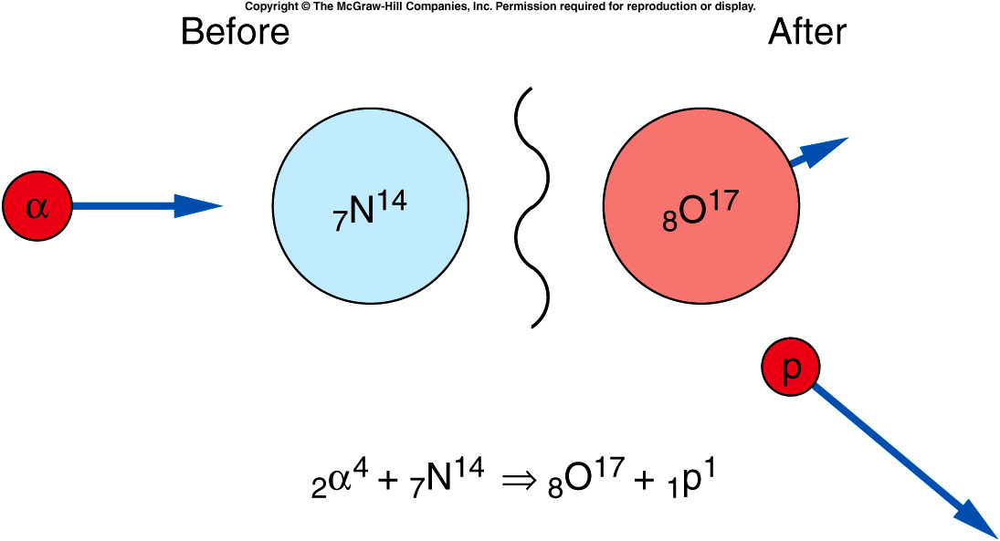 Copyright © The McGraw-Hill Companies, Inc. Permission required for reproduction or display.
Before
After
α
₇N¹⁴
₈O¹⁷
p
₂α⁴ + ₇N¹⁴ ⇒ ₈O¹⁷ + ₁p¹